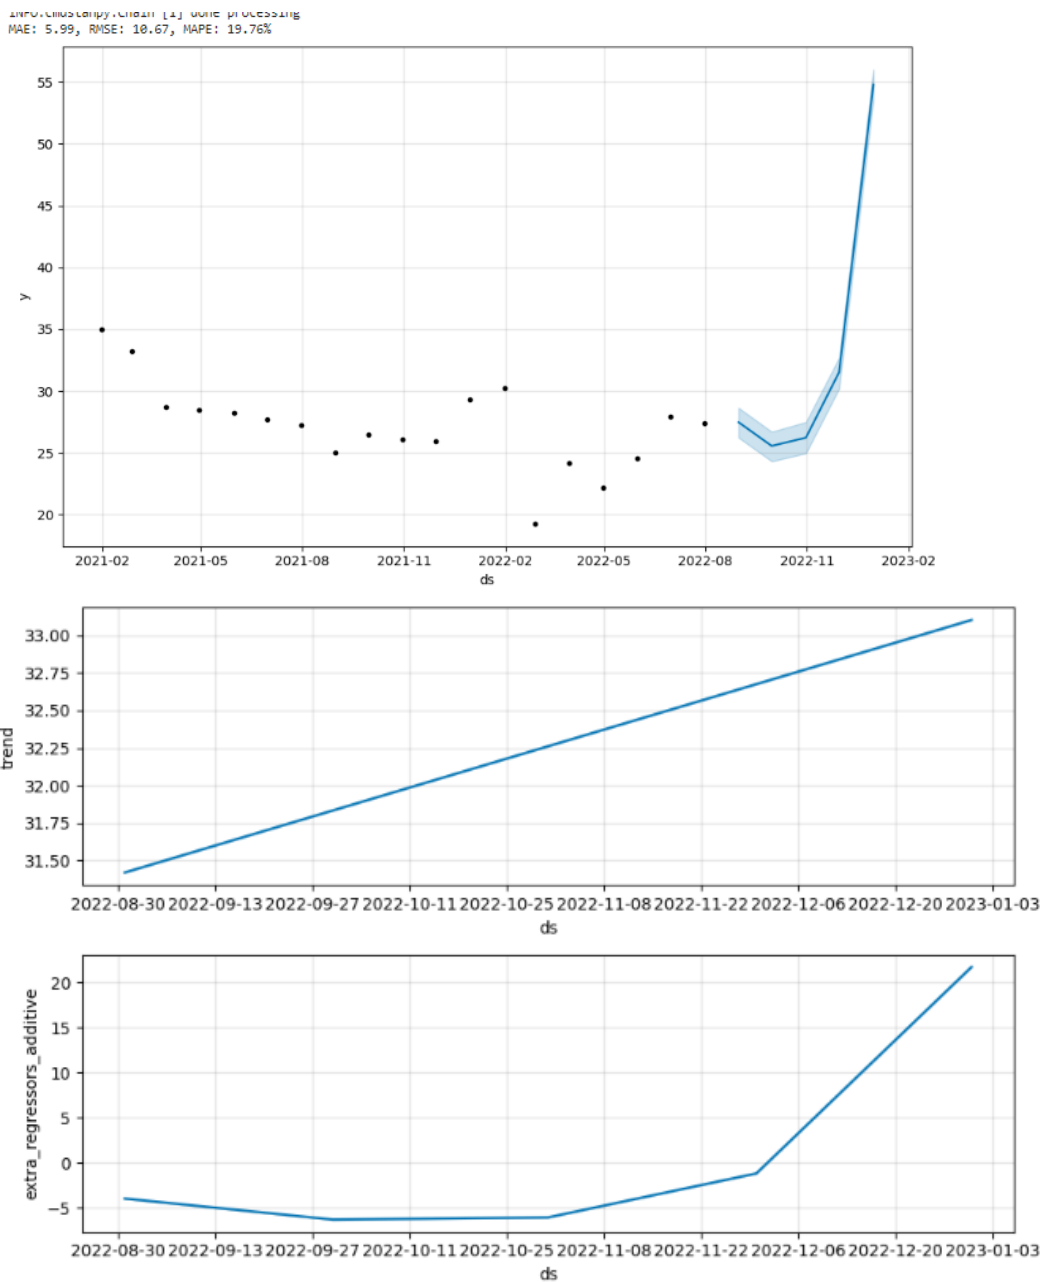 INFO:cmdstanpy:Chain [1] done processing
MAE: 5.99, RMSE: 10.67, MAPE: 19.76%
55
50
45
40
35
30
25
20
y
2021-02 2021-05 2021-08 2021-11 2022-02 2022-05 2022-08 2022-11 2023-02
ds
33.00
32.75
32.50
32.25
32.00
31.75
31.50
trend
2022-08-30 2022-09-13 2022-09-27 2022-10-11 2022-10-25 2022-11-08 2022-11-22 2022-12-06 2022-12-20 2023-01-03
ds
20
15
10
5
0
−5
extra_regressors_additive
2022-08-30 2022-09-13 2022-09-27 2022-10-11 2022-10-25 2022-11-08 2022-11-22 2022-12-06 2022-12-20 2023-01-03
ds